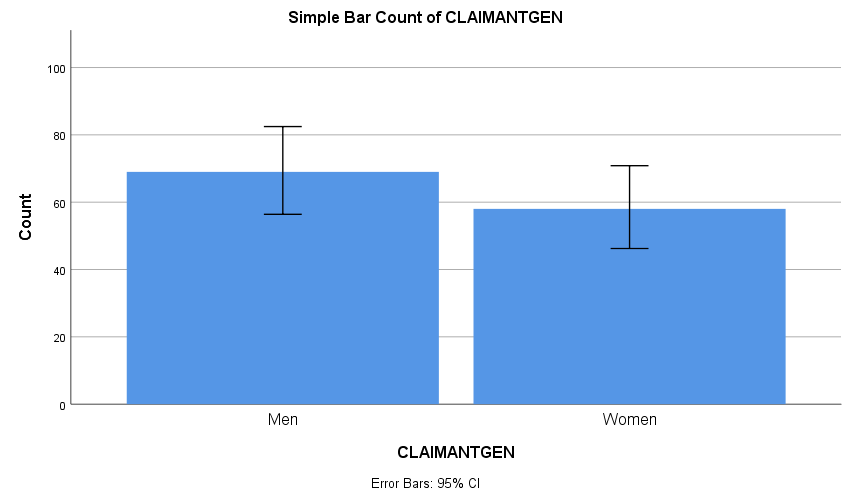 Simple Bar Count of CLAIMANTGEN
100
80
60
40
20
0
Count
Men
Women
CLAIMANTGEN
Error Bars: 95% CI